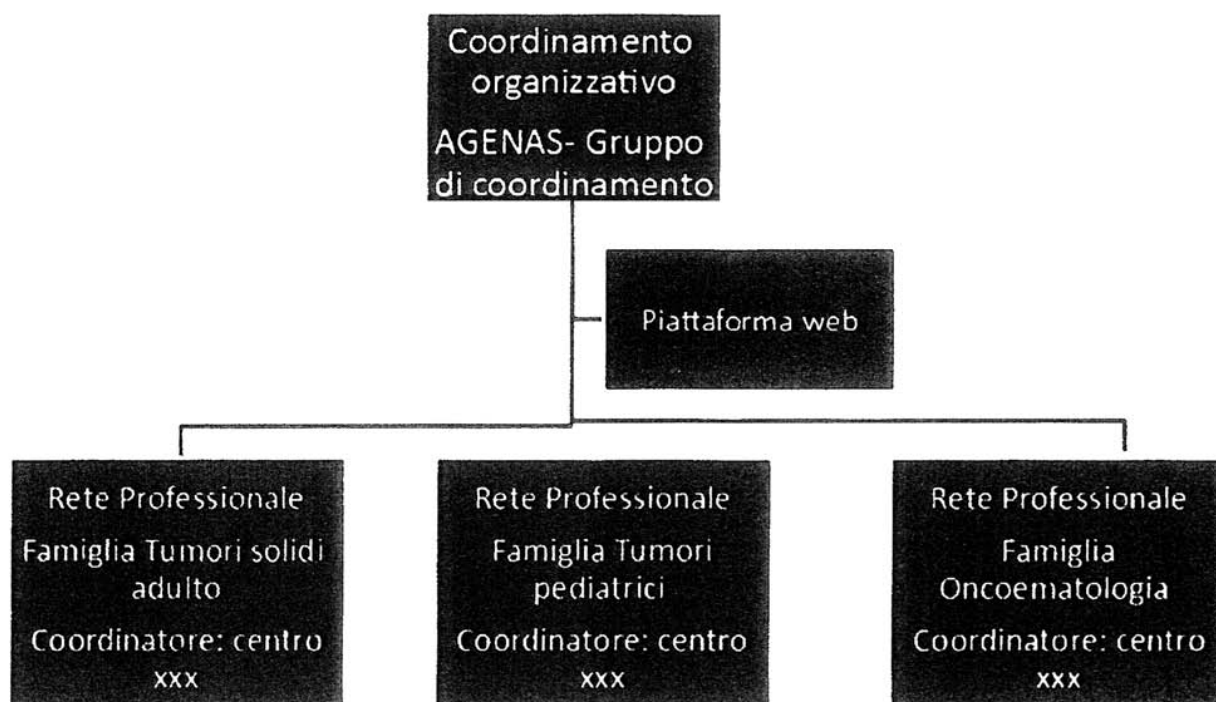 Coordinamento
organizzativo
AGENAS- Gruppo
di coordinamento
Piattaforma web
Rete Professionale
Famiglia Tumori solidi
adulto
Coordinatore: centro
xxx
Rete Professionale
Famiglia Tumori
pediatrici
Coordinatore: centro
xxx
Rete Professionale
Famiglia
Oncoematologia
Coordinatore: centro
xxx